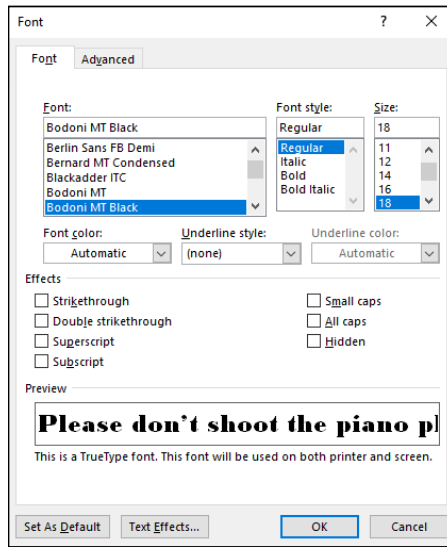 Font ? ×
Font Advanced
Font: Font style: Size:
Bodoni MT Black Regular 18
Berlin Sans FB Demi Regular 11
Bernard MT Condensed Italic 12
Blackadder ITC Bold 14
Bodoni MT Bold Italic 16
Bodoni MT Black 18
Font color: Underline style: Underline color:
Automatic (none) Automatic
Effects
Strikethrough Small caps
Double strikethrough All caps
Superscript Hidden
Subscript
Preview
Please don't shoot the piano pl
This is a TrueType font. This font will be used on both printer and screen.
Set As Default Text Effects... OK Cancel